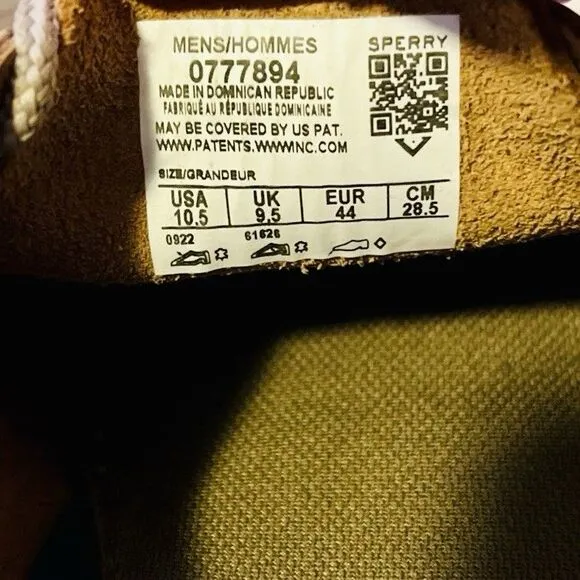 MENS/HOMMES
SPERRY
0777894
MADE IN DOMINICAN REPUBLIC
FABRIQUÉ AU RÉPUBLIQUE DOMINICAINE
MAY BE COVERED BY US PAT.
WWW.PATENTS.WWWINC.COM
SIZE/GRANDEUR
USA UK EUR CM
10.5 9.5 44 28.5
0922 61626